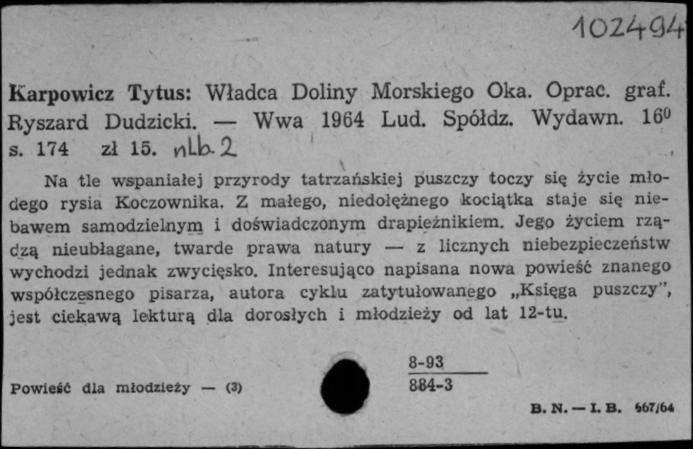 102494
Karpowicz Tytus: Władca Doliny Morskiego Oka. Oprac. graf.
Ryszard Dudzicki. — Wwa 1964 Lud. Spółdz. Wydawn. 16⁰
s. 174 zł 15. nlb. 2
Na tle wspaniałej przyrody tatrzańskiej puszczy toczy się życie mło-
dego rysia Koczownika. Z małego, niedołężnego kociątka staje się nie-
bawem samodzielnym i doświadczonym drapieżnikiem. Jego życiem rzą-
dzą nieubłagane, twarde prawa natury — z licznych niebezpieczeństw
wychodzi jednak zwycięsko. Interesująco napisana nowa powieść znanego
współczesnego pisarza, autora cyklu zatytułowanego „Księga puszczy”,
jest ciekawą lekturą dla dorosłych i młodzieży od lat 12-tu.
8-93
Powieść dla młodzieży — (3)
884-3
B. N. — I. B. 667/64